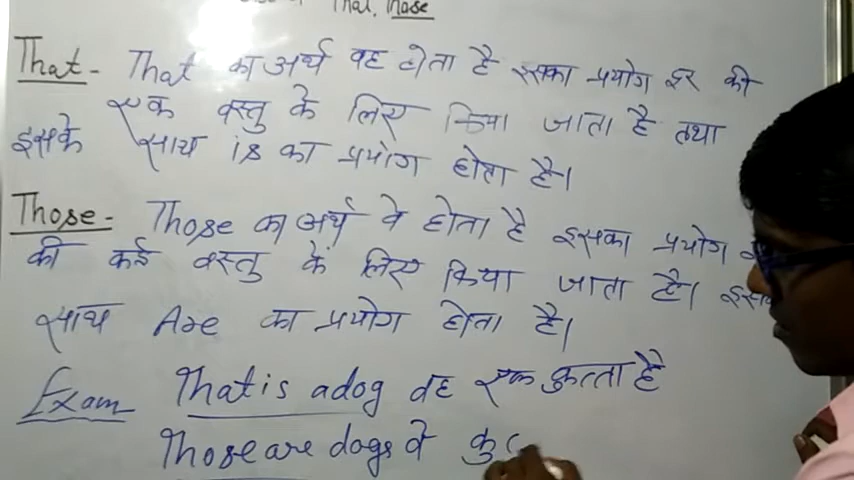 That, Those
That - That का अर्थ वह होता है इसका प्रयोग दूर की
एक वस्तु के लिए किया जाता है तथा
इसके साथ is का प्रयोग होता है।
Those - Those का अर्थ वे होता है इसका प्रयोग
की कई वस्तु के लिए किया जाता है।
साथ Are का प्रयोग होता है।
Exam That is a dog वह एक कुत्ता है
Those are dogs वे